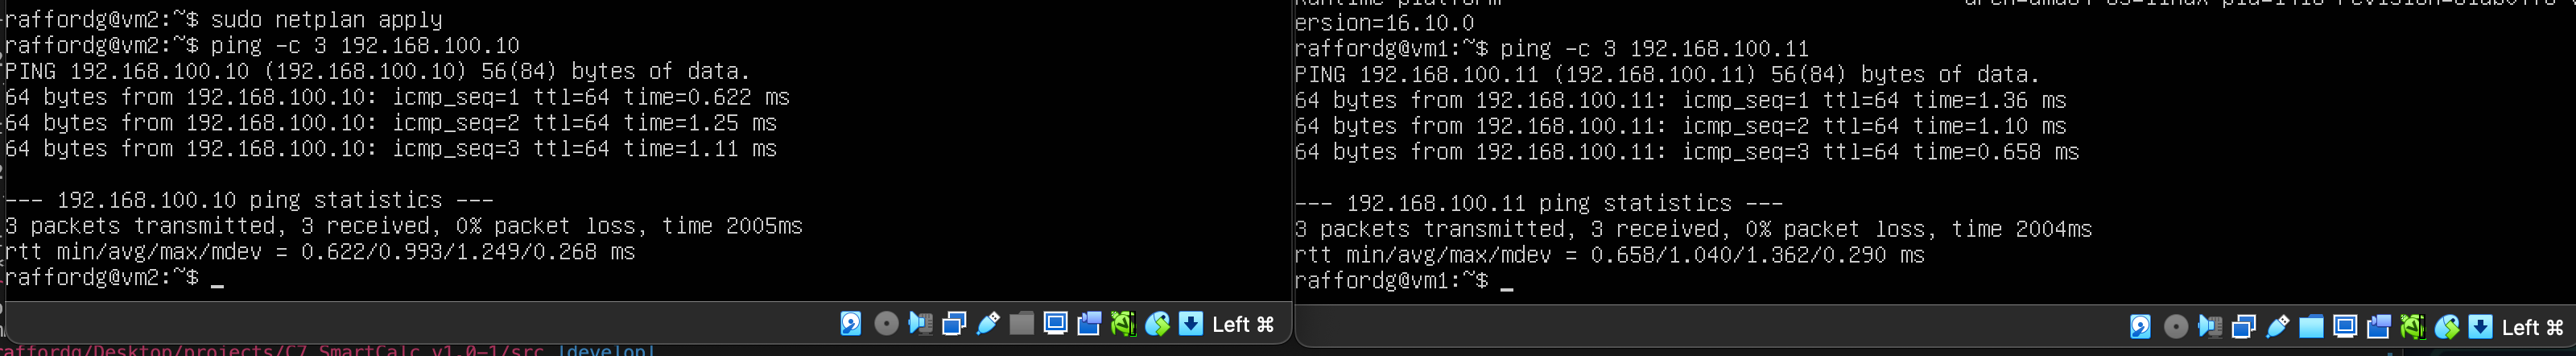 raffordg@vm2:~$ sudo netplan apply
raffordg@vm2:~$ ping -c 3 192.168.100.10
PING 192.168.100.10 (192.168.100.10) 56(84) bytes of data.
64 bytes from 192.168.100.10: icmp_seq=1 ttl=64 time=0.622 ms
64 bytes from 192.168.100.10: icmp_seq=2 ttl=64 time=1.25 ms
64 bytes from 192.168.100.10: icmp_seq=3 ttl=64 time=1.11 ms
--- 192.168.100.10 ping statistics ---
3 packets transmitted, 3 received, 0% packet loss, time 2005ms
rtt min/avg/max/mdev = 0.622/0.993/1.249/0.268 ms
raffordg@vm2:~$ _
Left ⌘
raffordg/Desktop/projects/C7_SmartCalc_v1.0-1/src [develop]
Runtime platform
ersion=16.10.0
raffordg@vm1:~$ ping -c 3 192.168.100.11
PING 192.168.100.11 (192.168.100.11) 56(84) bytes of data.
64 bytes from 192.168.100.11: icmp_seq=1 ttl=64 time=1.36 ms
64 bytes from 192.168.100.11: icmp_seq=2 ttl=64 time=1.10 ms
64 bytes from 192.168.100.11: icmp_seq=3 ttl=64 time=0.658 ms
--- 192.168.100.11 ping statistics ---
3 packets transmitted, 3 received, 0% packet loss, time 2004ms
rtt min/avg/max/mdev = 0.658/1.040/1.362/0.290 ms
raffordg@vm1:~$ _
Left ⌘